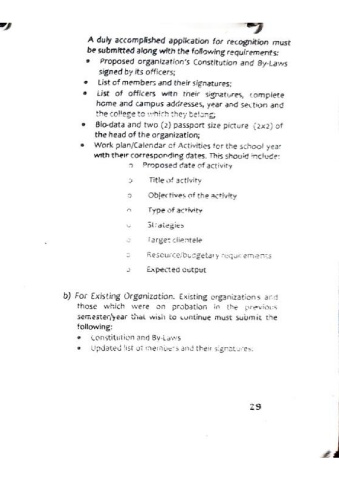 A duly accomplished application for recognition must
be submitted along with the following requirements:
• Proposed organization's Constitution and By-Laws
signed by its officers;
• List of members and their signatures;
• List of officers with their signatures, complete
home and campus addresses, year and section and
the college to which they belong;
• Bio-data and two (2) passport size picture (2x2) of
the head of the organization;
• Work plan/Calendar of Activities for the school year
with their corresponding dates. This should include:
o Proposed date of activity
o Title of activity
o Objectives of the activity
o Type of activity
o Strategies
o Target clientele
o Resource/budgetary requirements
o Expected output
b) For Existing Organization. Existing organizations and
those which were on probation in the previous
semester/year that wish to continue must submit the
following:
• Constitution and By-Laws
• Updated list of members and their signatures;
29